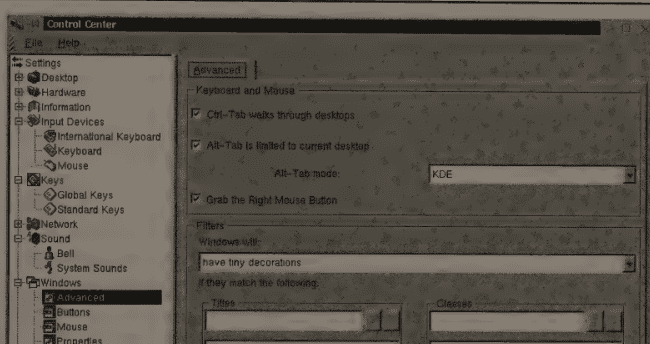 Control Center
File Help
Settings
Desktop
Hardware
Information
Input Devices
International Keyboard
Keyboard
Mouse
Keys
Global Keys
Standard Keys
Network
Sound
Bell
System Sounds
Windows
Advanced
Buttons
Mouse
Properties
Advanced
Keyboard and Mouse
Ctrl-Tab walks through desktops
Alt-Tab is limited to current desktop
Alt-Tab mode: KDE
Grab the Right Mouse Button
Filters
Windows will:
have tiny decorations
If they match the following:
Titles Classes